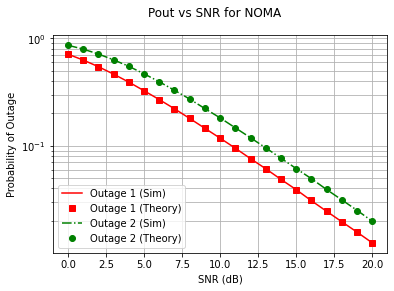 Pout vs SNR for NOMA
Probability of Outage
10⁰
10⁻¹
Outage 1 (Sim)
Outage 1 (Theory)
Outage 2 (Sim)
Outage 2 (Theory)
0.0 2.5 5.0 7.5 10.0 12.5 15.0 17.5 20.0
SNR (dB)